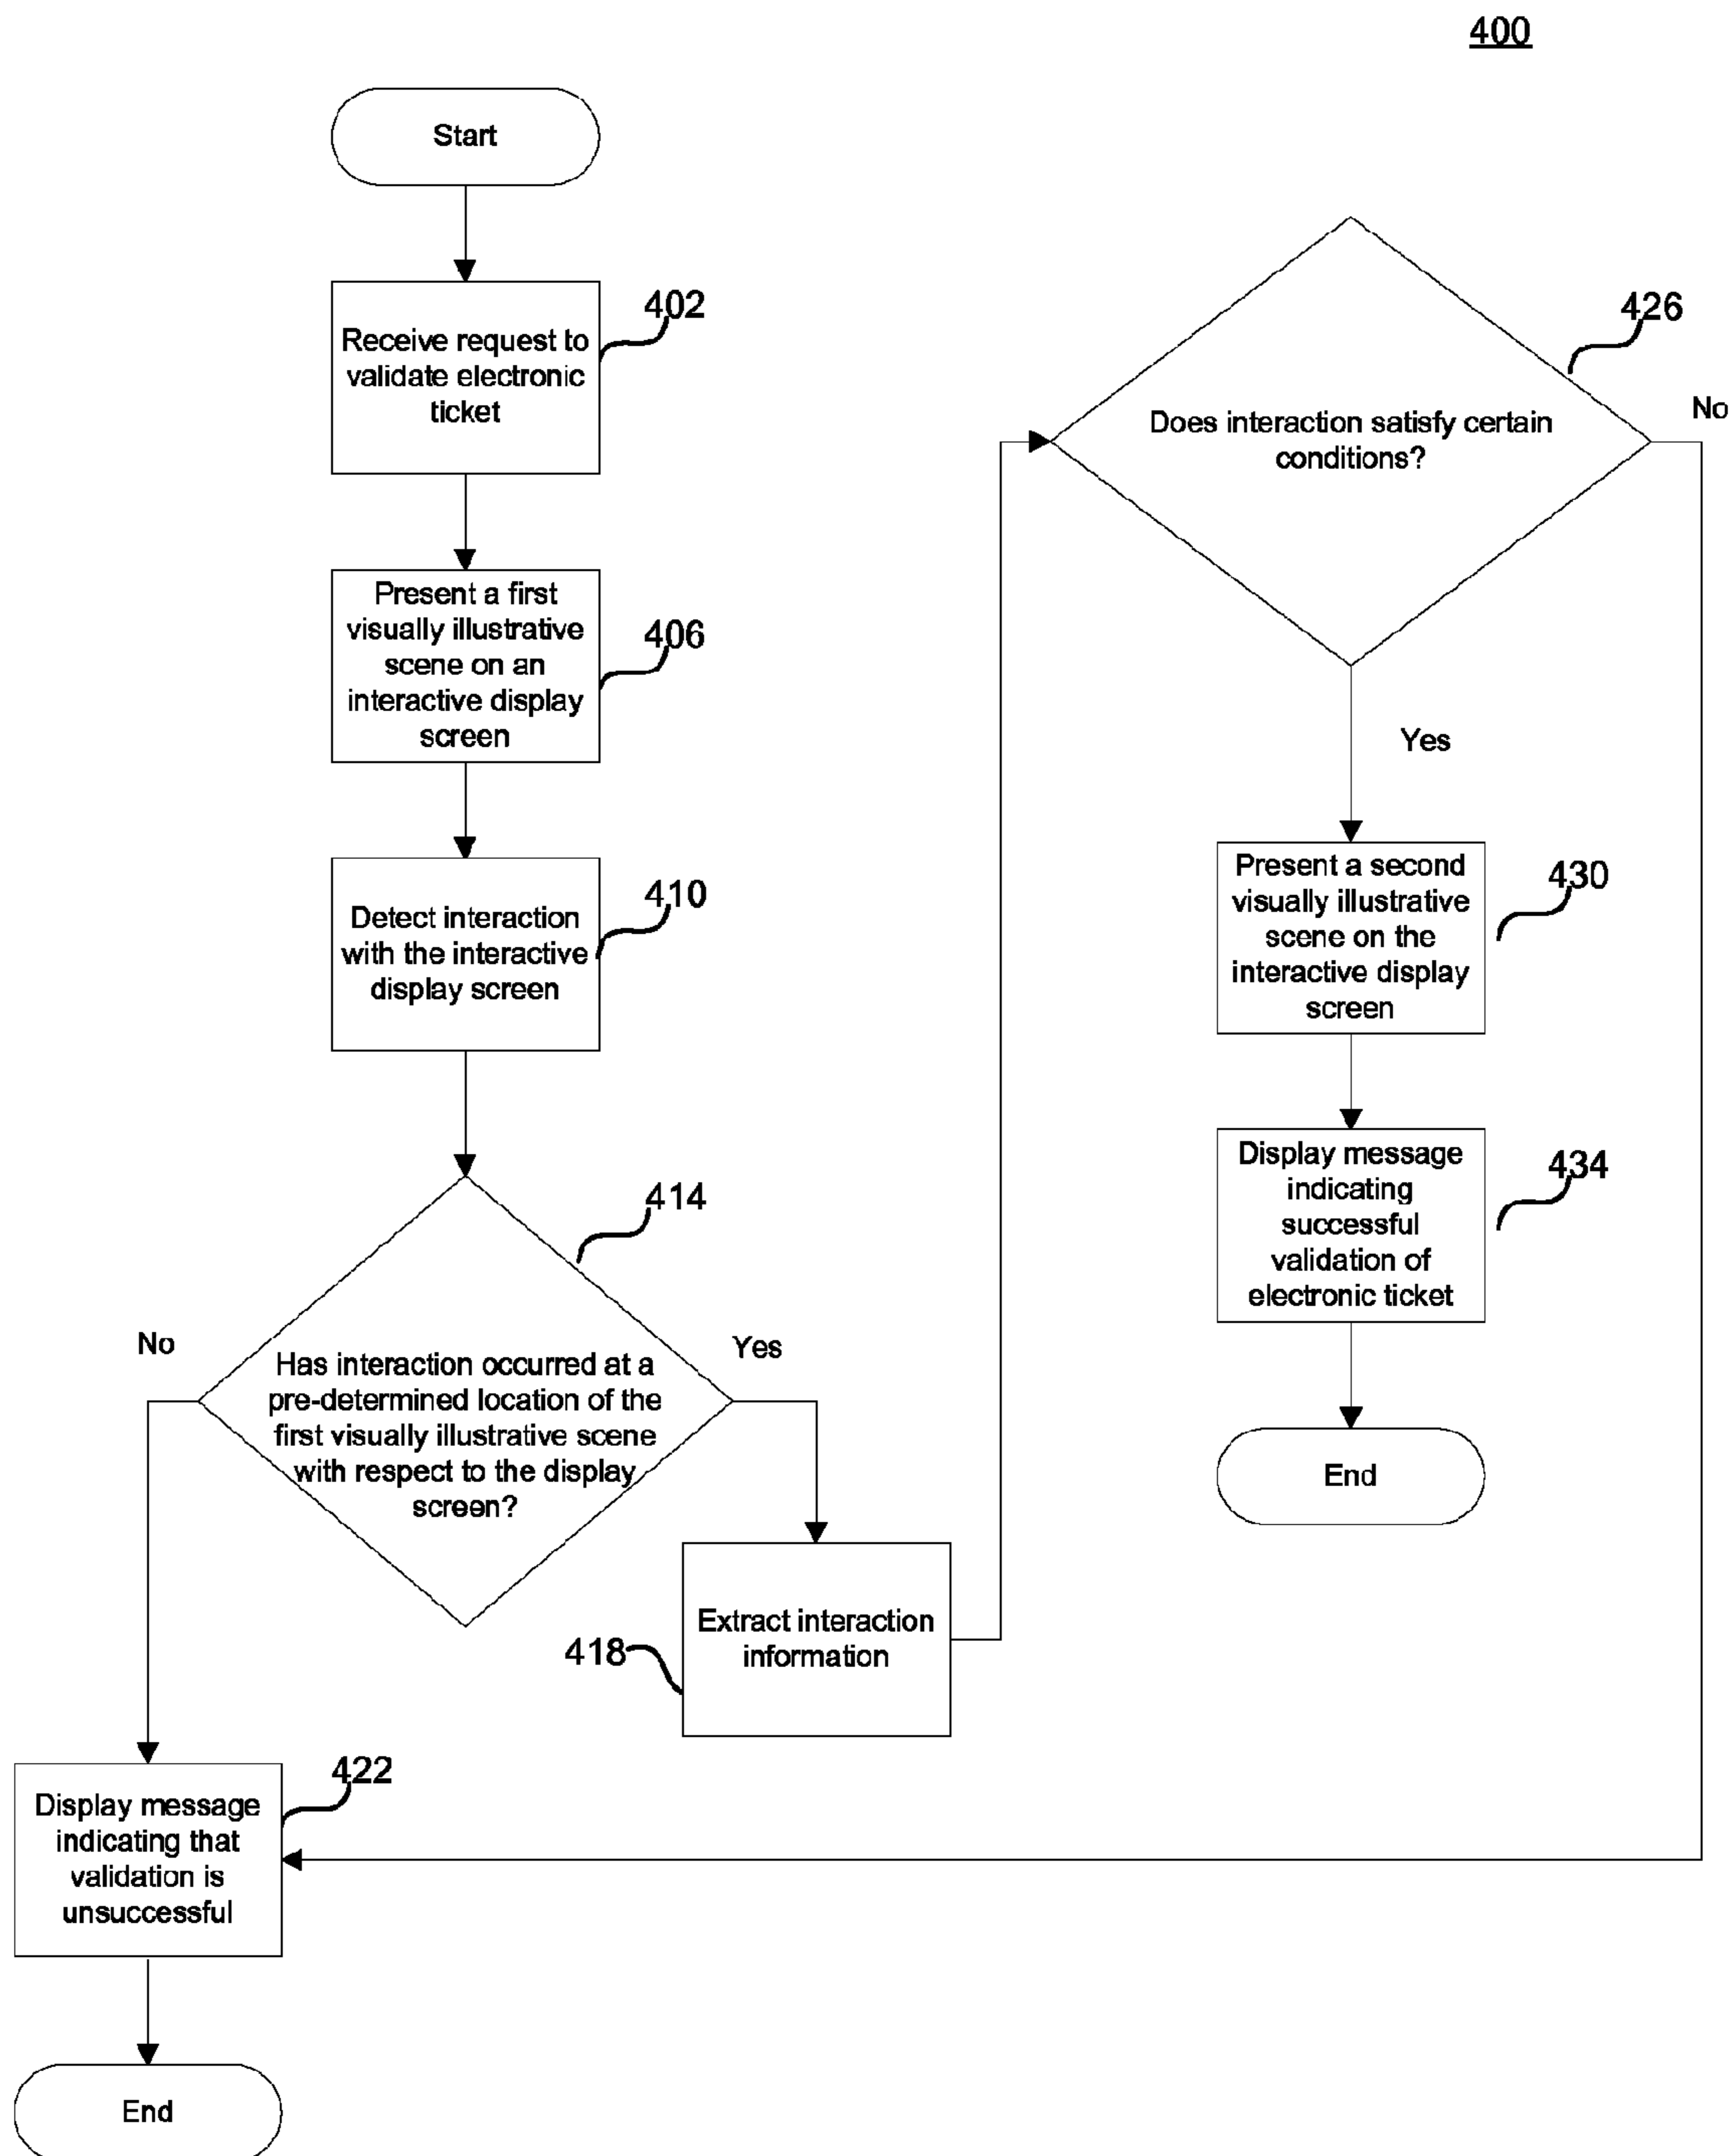 400
Start
402
Receive request to
validate electronic
ticket
406
Present a first
visually illustrative
scene on an
interactive display
screen
410
Detect interaction
with the interactive
display screen
414
No
Yes
Has interaction occurred at a
pre-determined location of the
first visually illustrative scene
with respect to the display
screen?
418
Extract interaction
information
422
Display message
indicating that
validation is
unsuccessful
End
426
No
Does interaction satisfy certain
conditions?
Yes
430
Present a second
visually illustrative
scene on the
interactive display
screen
434
Display message
indicating
successful
validation of
electronic ticket
End